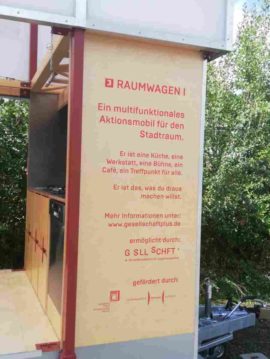 RAUMWAGEN I
Ein multifunktionales
Aktionsmobil für den
Stadtraum.
Er ist eine Küche, eine
Werkstatt, eine Bühne, ein
Café, ein Treffpunkt für alle.
Er ist das, was du draus
machen willst.
Mehr Informationen unter:
www.gesellschaftplus.de
ermöglicht durch:
G SLL SCHFT
gefördert durch: